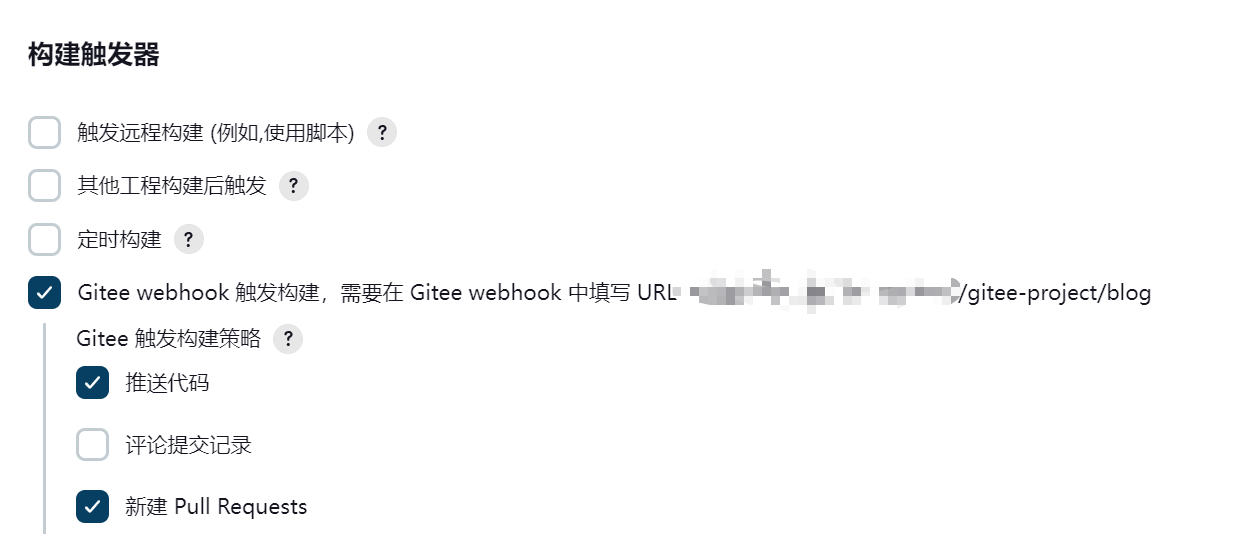 构建触发器
触发远程构建 (例如,使用脚本) ?
其他工程构建后触发 ?
定时构建 ?
Gitee webhook 触发构建，需要在 Gitee webhook 中填写 URL /gitee-project/blog
Gitee 触发构建策略 ?
推送代码
评论提交记录
新建 Pull Requests